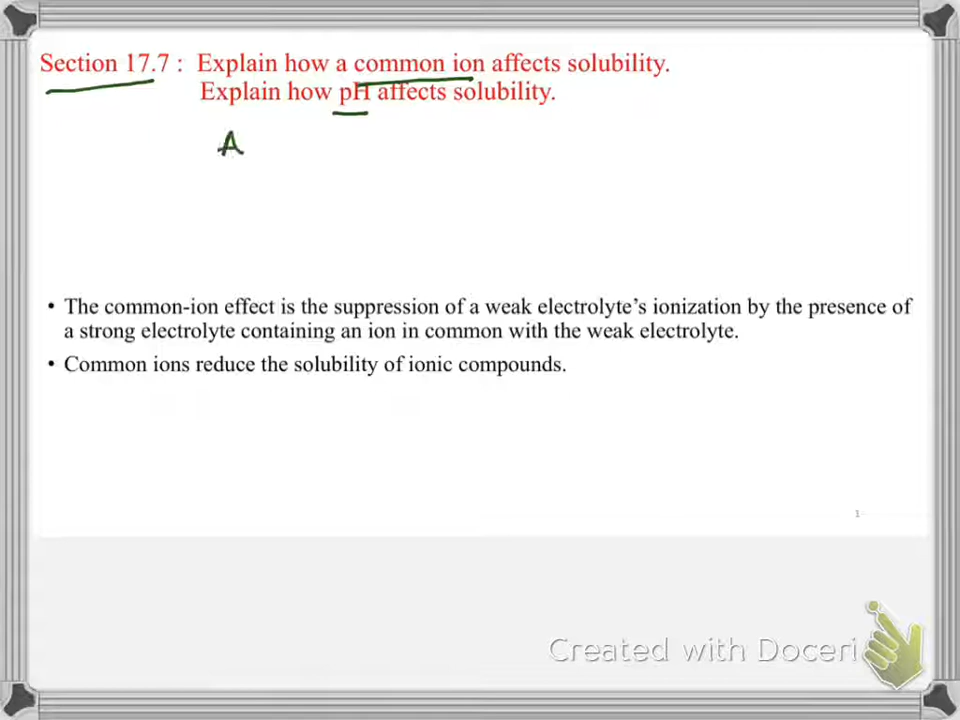 Section 17.7 : Explain how a common ion affects solubility.
Explain how pH affects solubility.
A
• The common-ion effect is the suppression of a weak electrolyte’s ionization by the presence of
a strong electrolyte containing an ion in common with the weak electrolyte.
• Common ions reduce the solubility of ionic compounds.
1
Created with Doceri